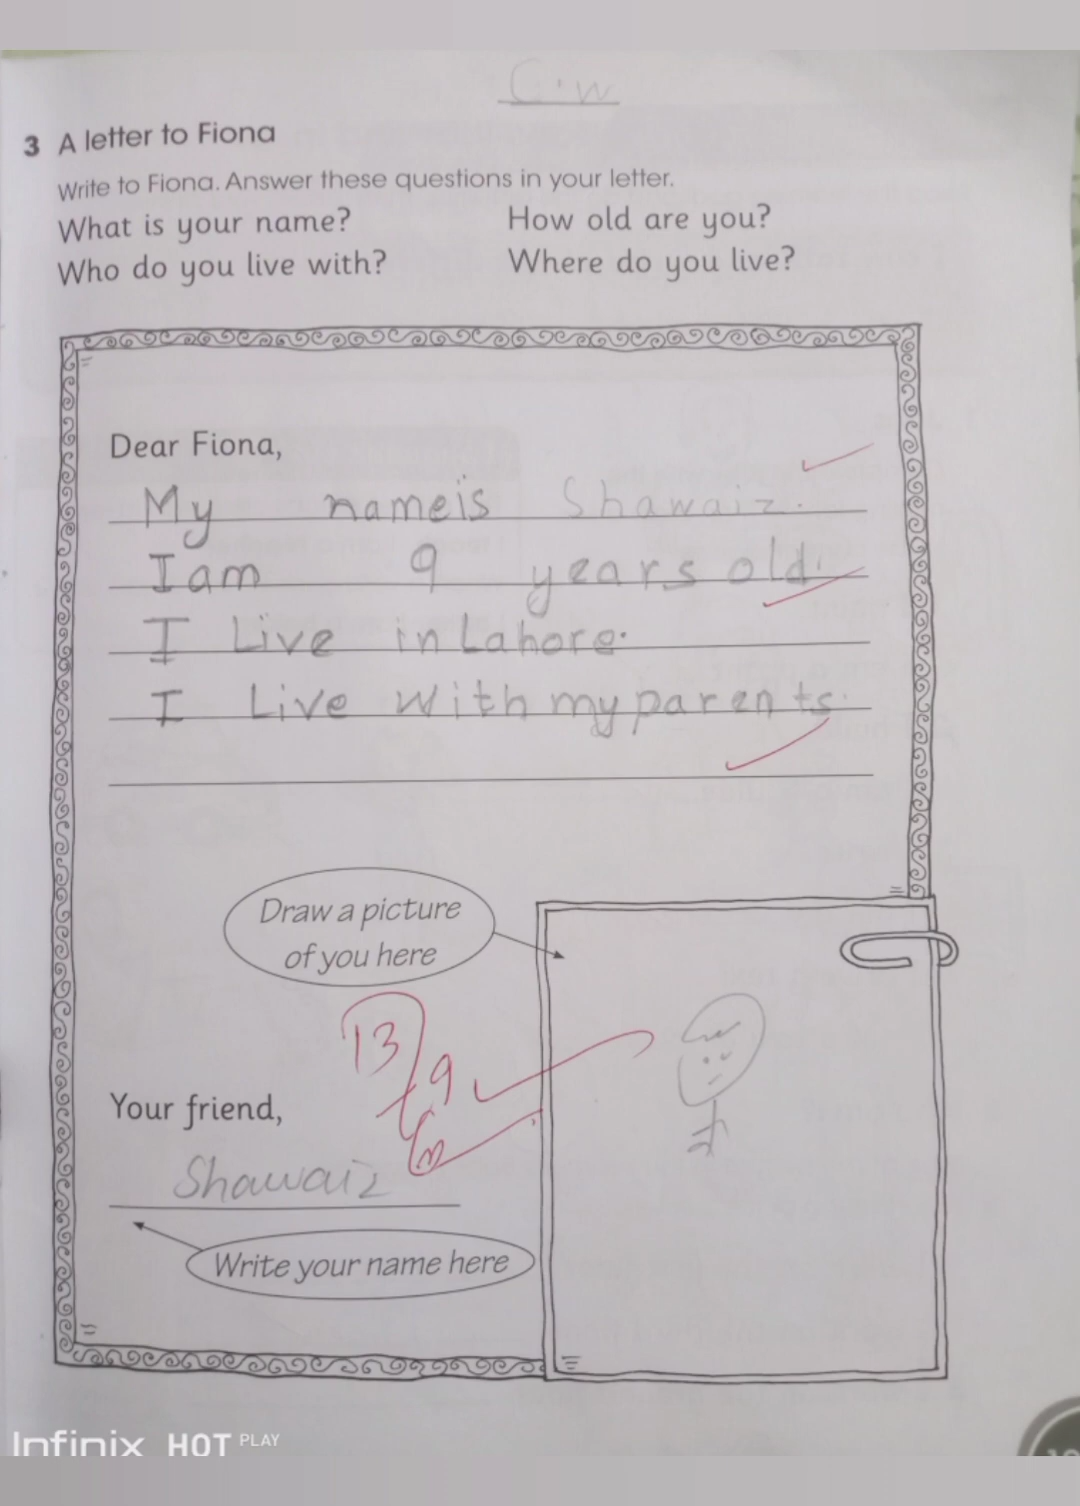 C.w
3 A letter to Fiona
Write to Fiona. Answer these questions in your letter.
What is your name? How old are you?
Who do you live with? Where do you live?
Dear Fiona,
My name is Shawaiz.
I am 9 years old.
I Live in Lahore.
I Live with my parents.
Draw a picture
of you here
13/9
Your friend,
Shawaiz
Write your name here
Infinix HOT PLAY